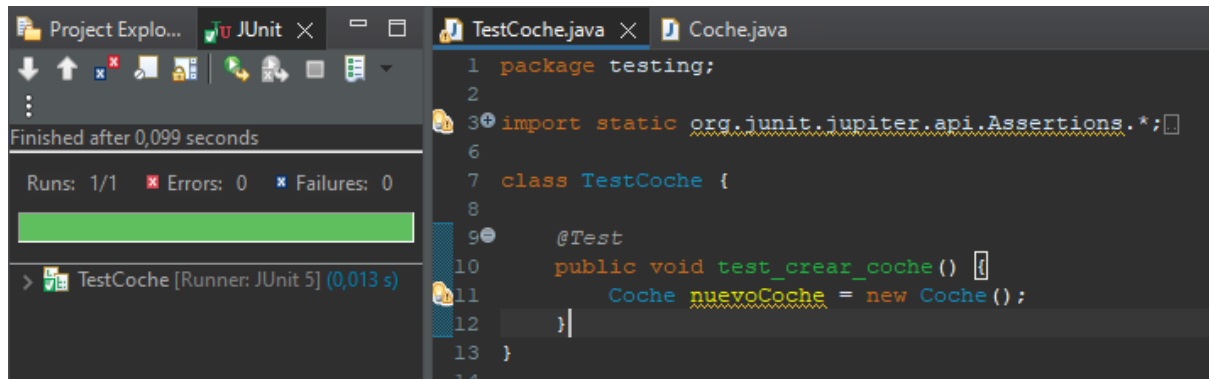 Project Explo... JUnit
Finished after 0,099 seconds
Runs: 1/1 Errors: 0 Failures: 0
TestCoche [Runner: JUnit 5] (0,013 s)
TestCoche.java Coche.java
1 package testing;
2
3 import static org.junit.jupiter.api.Assertions.*;
6
7 class TestCoche {
8
9 @Test
10 public void test_crear_coche() {
11 Coche nuevoCoche = new Coche();
12 }
13 }